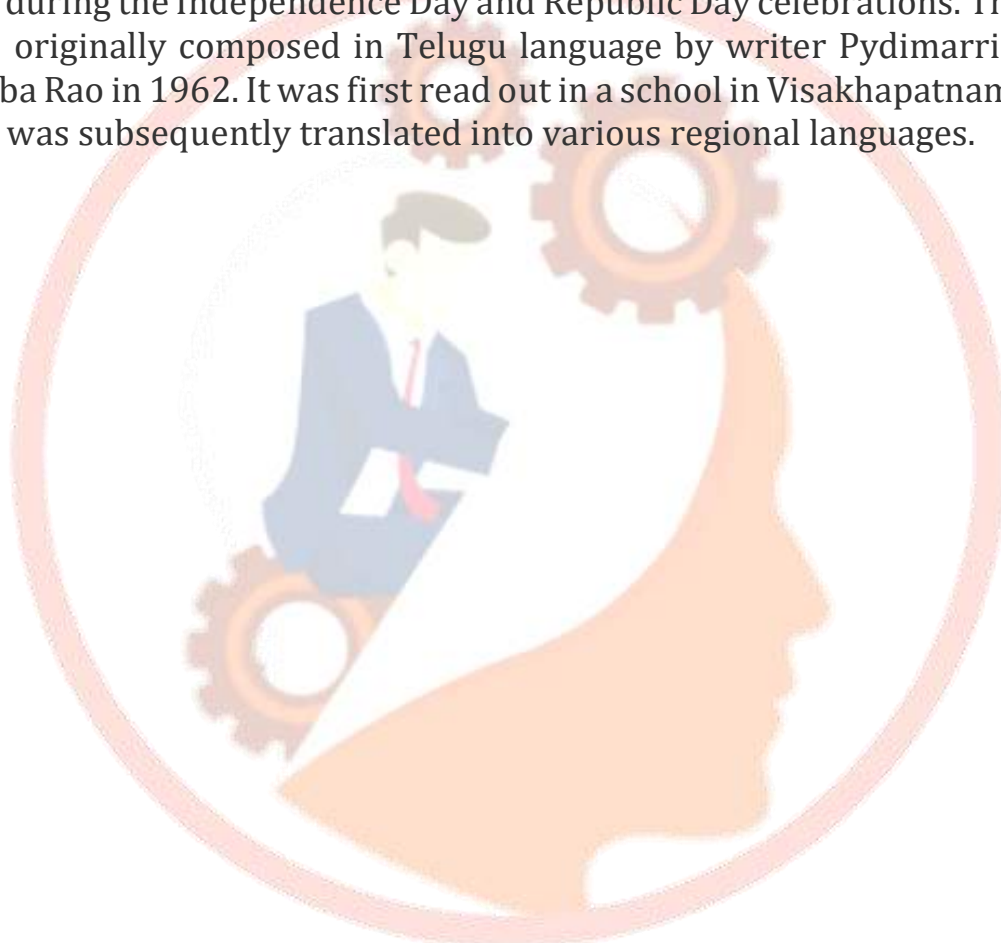 during the Independence Day and Republic Day celebrations. Th
originally composed in Telugu language by writer Pydimarri
ba Rao in 1962. It was first read out in a school in Visakhapatnam
was subsequently translated into various regional languages.